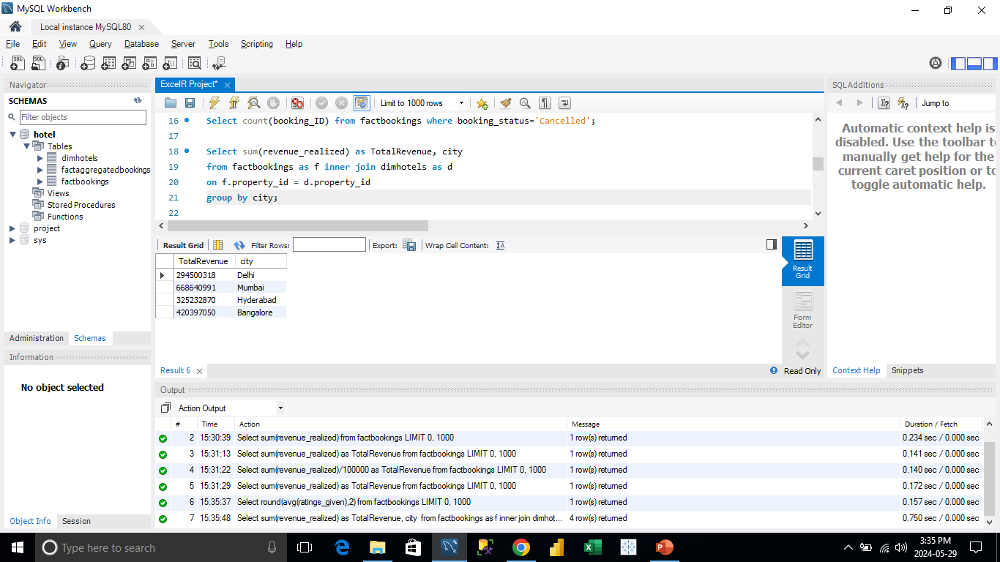 MySQL Workbench
Local instance MySQL80
File Edit View Query Database Server Tools Scripting Help
Navigator
SCHEMAS
Filter objects
hotel
Tables
dimhotels
factaggregatedbookings
factbookings
Views
Stored Procedures
Functions
project
sys
Administration Schemas
Information
No object selected
Object Info Session
ExcelR Project*
Limit to 1000 rows
16 Select count(booking_ID) from factbookings where booking_status='Cancelled';
17
18 Select sum(revenue_realized) as TotalRevenue, city
19 from factbookings as f inner join dimhotels as d
20 on f.property_id = d.property_id
21 group by city;
22
Result Grid Filter Rows: Export: Wrap Cell Content:
TotalRevenue city
294500318 Delhi
668640991 Mumbai
325232870 Hyderabad
420397050 Bangalore
Result Grid
Form Editor
Result 6
Read Only
SQLAdditions
Jump to
Automatic context help is
disabled. Use the toolbar to
manually get help for the
current caret position or to
toggle automatic help.
Context Help Snippets
Output
Action Output
# Time Action Message Duration / Fetch
2 15:30:39 Select sum(revenue_realized) from factbookings LIMIT 0, 1000 1 row(s) returned 0.234 sec / 0.000 sec
3 15:31:13 Select sum(revenue_realized) as TotalRevenue from factbookings LIMIT 0, 1000 1 row(s) returned 0.141 sec / 0.000 sec
4 15:31:22 Select sum(revenue_realized)/100000 as TotalRevenue from factbookings LIMIT 0, 1000 1 row(s) returned 0.140 sec / 0.000 sec
5 15:31:29 Select sum(revenue_realized) as TotalRevenue from factbookings LIMIT 0, 1000 1 row(s) returned 0.172 sec / 0.000 sec
6 15:35:37 Select round(avg(ratings_given),2) from factbookings LIMIT 0, 1000 1 row(s) returned 0.157 sec / 0.000 sec
7 15:35:48 Select sum(revenue_realized) as TotalRevenue, city from factbookings as f inner join dimhot... 4 row(s) returned 0.750 sec / 0.000 sec
Type here to search
3:35 PM
2024-05-29